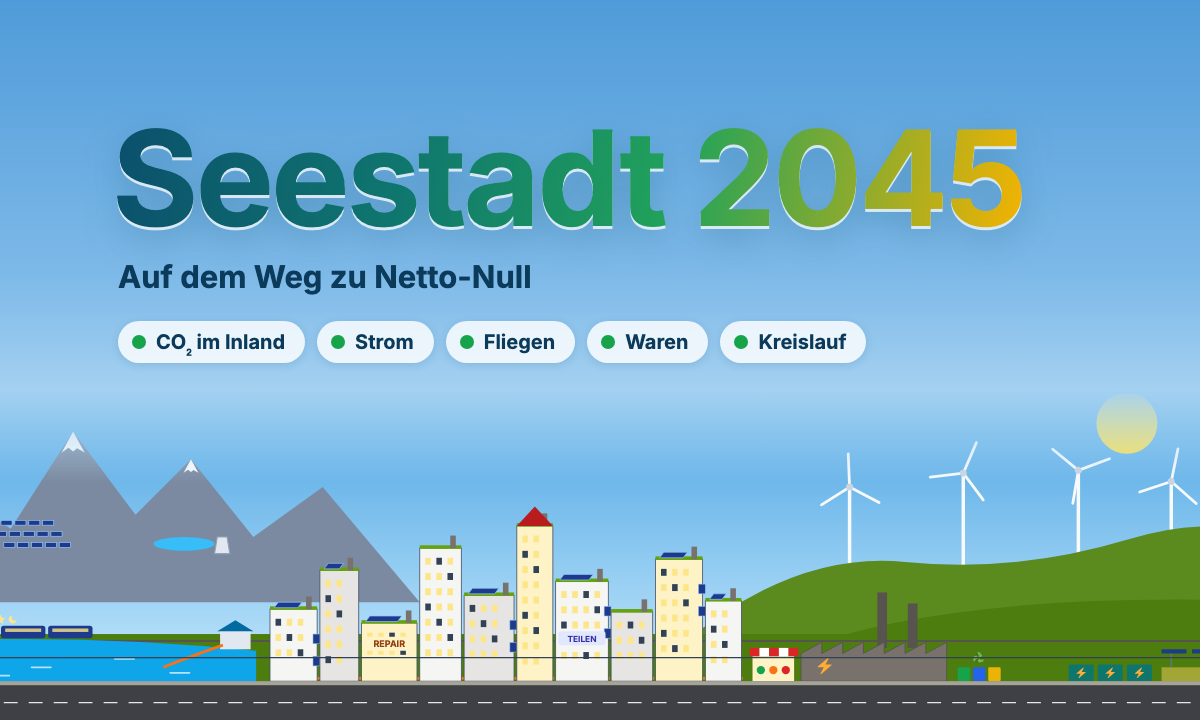 Seestadt 2045
Auf dem Weg zu Netto-Null
CO₂ im Inland
Strom
Fliegen
Waren
Kreislauf
REPAIR
TEILEN